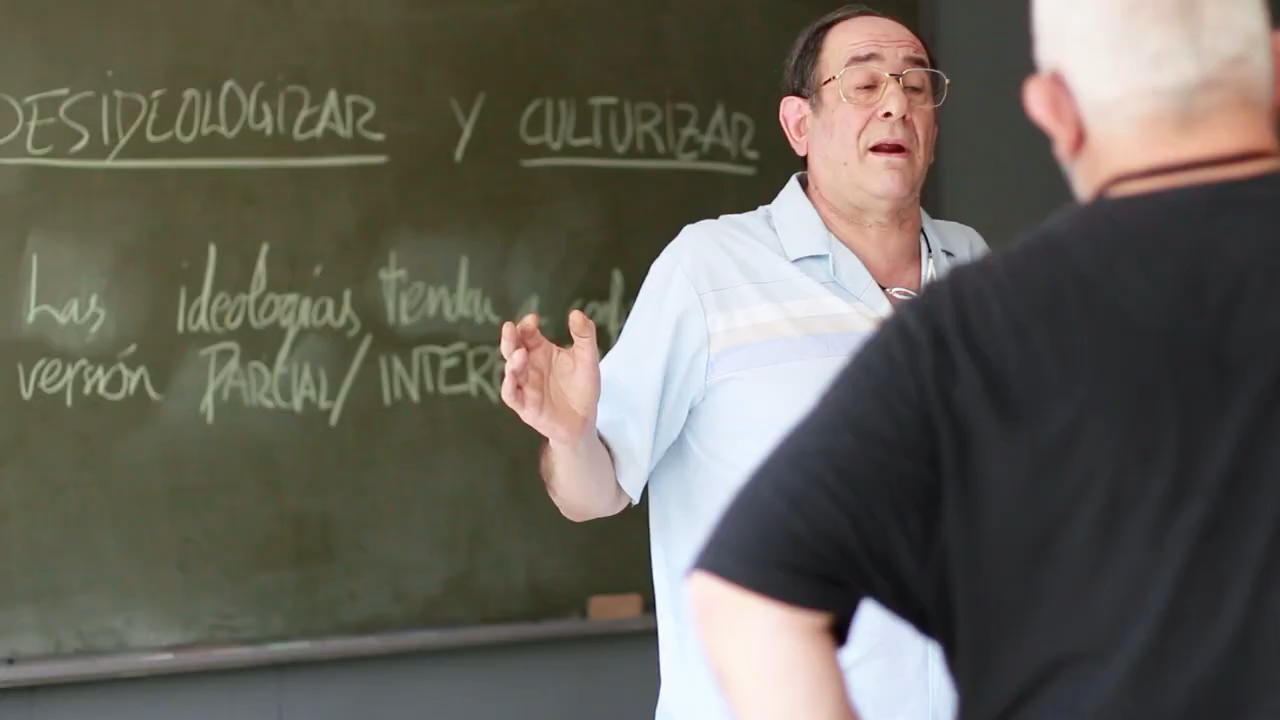 DESIDEOLOGIZAR Y CULTURIZAR
Las ideologías tienden a
versión PARCIAL/